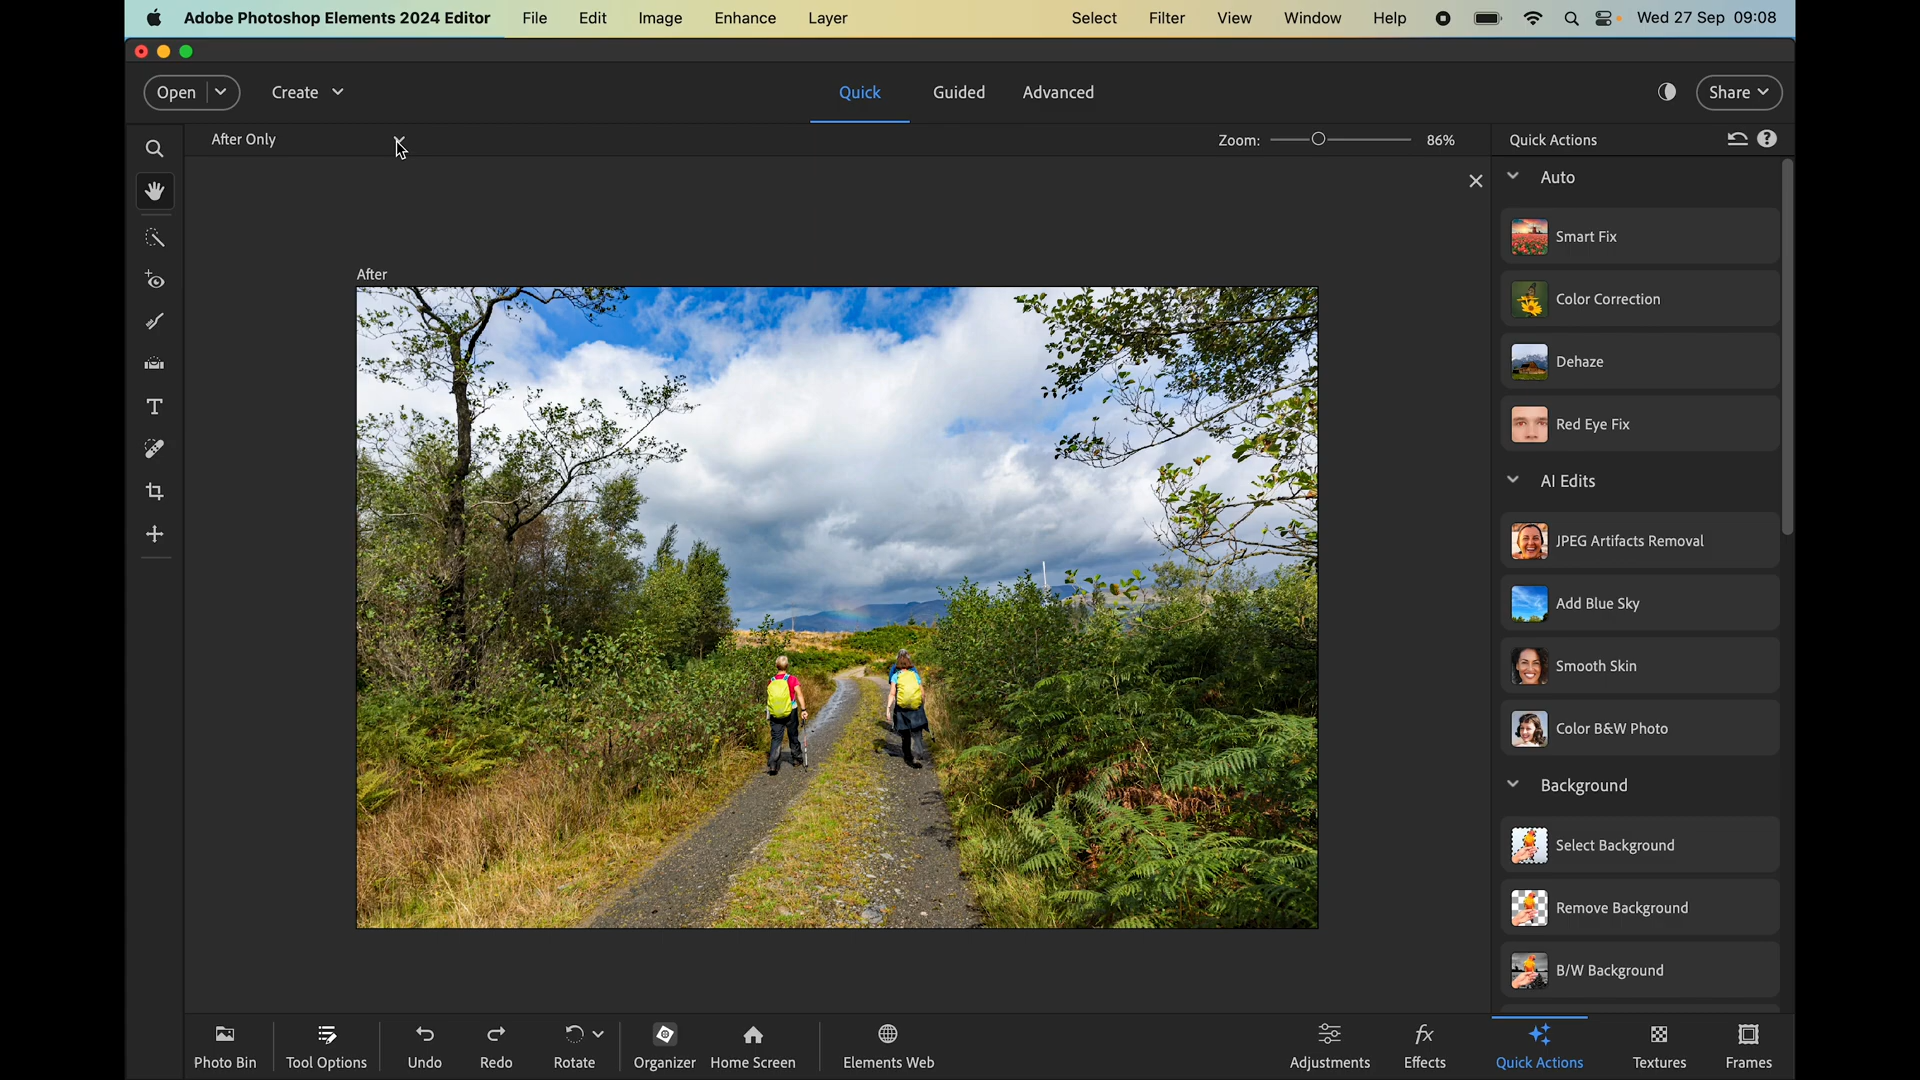 Adobe Photoshop Elements 2024 Editor File Edit Image Enhance Layer Select Filter View Window Help Wed 27 Sep 09:08
Open Create Quick Guided Advanced Share
After Only Zoom: 86% Quick Actions
Auto
After
Smart Fix
Color Correction
Dehaze
Red Eye Fix
AI Edits
JPEG Artifacts Removal
Add Blue Sky
Smooth Skin
Color B&W Photo
Background
Select Background
Remove Background
B/W Background
Photo Bin Tool Options Undo Redo Rotate Organizer Home Screen Elements Web Adjustments Effects Quick Actions Textures Frames